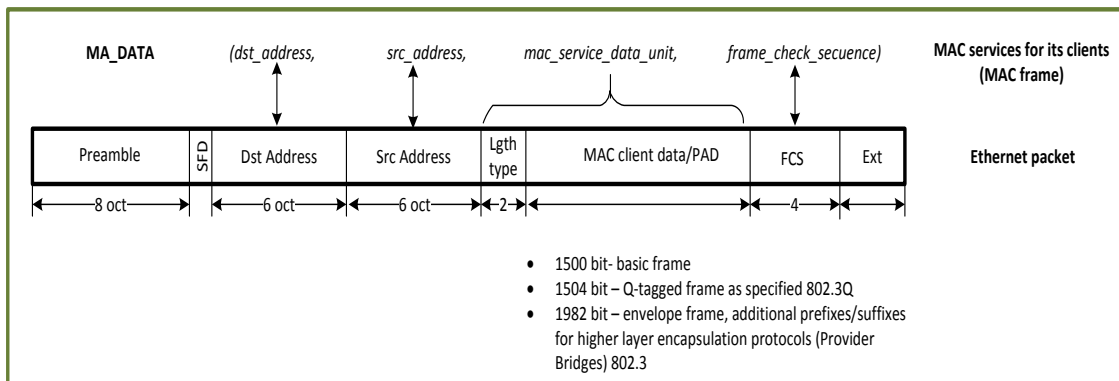 MA_DATA (dst_address, src_address, mac_service_data_unit, frame_check_secuence) MAC services for its clients
(MAC frame)
Preamble SFD Dst Address Src Address Lgth type MAC client data/PAD FCS Ext Ethernet packet
8 oct 6 oct 6 oct 2 4
• 1500 bit- basic frame
• 1504 bit – Q-tagged frame as specified 802.3Q
• 1982 bit – envelope frame, additional prefixes/suffixes
for higher layer encapsulation protocols (Provider
Bridges) 802.3